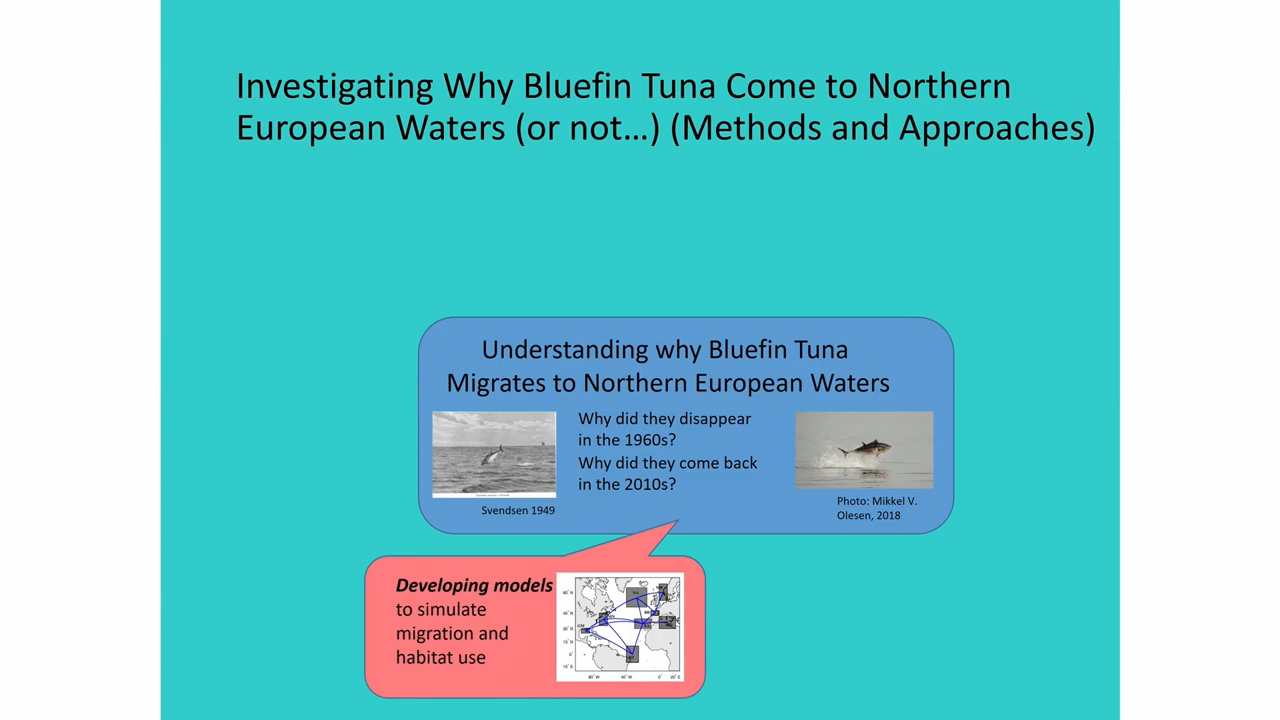 Investigating Why Bluefin Tuna Come to Northern
European Waters (or not…) (Methods and Approaches)
Understanding why Bluefin Tuna
Migrates to Northern European Waters
Why did they disappear
in the 1960s?
Why did they come back
in the 2010s?
Svendsen 1949
Photo: Mikkel V.
Olesen, 2018
Developing models
to simulate
migration and
habitat use